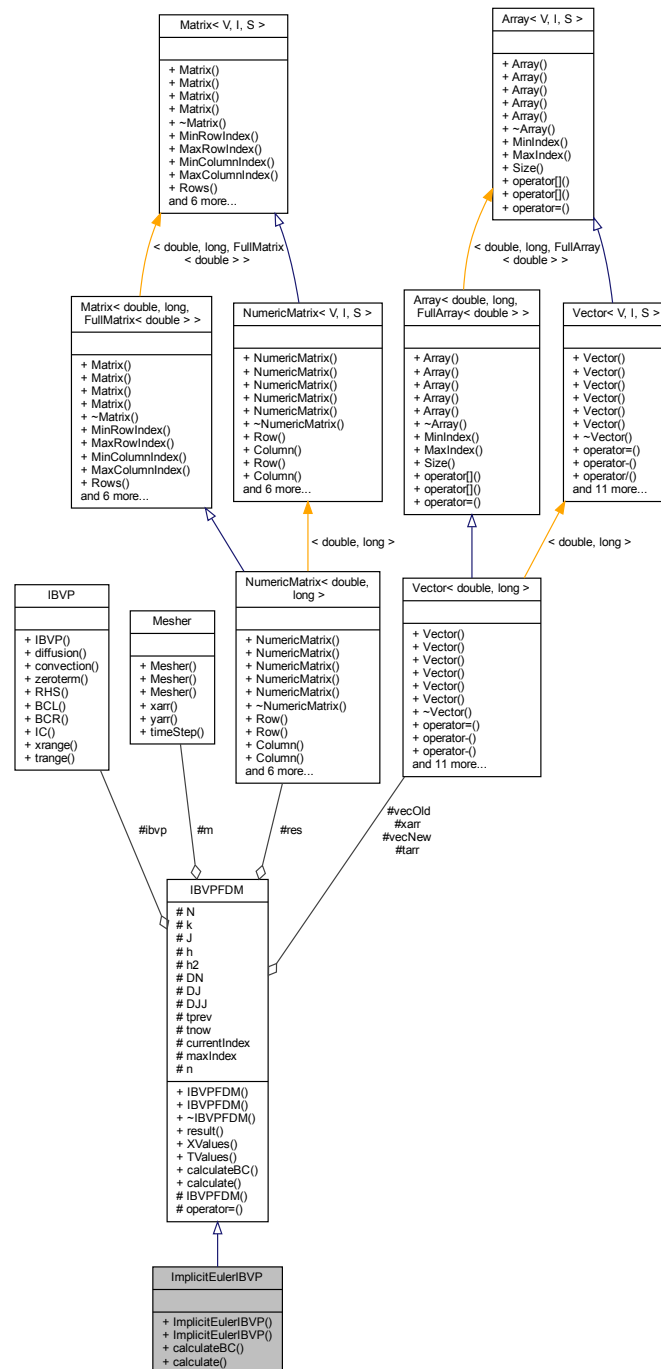 Matrix< V, I, S >
+ Matrix()
+ Matrix()
+ Matrix()
+ Matrix()
+ ~Matrix()
+ MinRowIndex()
+ MaxRowIndex()
+ MinColumnIndex()
+ MaxColumnIndex()
+ Rows()
and 6 more...
Array< V, I, S >
+ Array()
+ Array()
+ Array()
+ Array()
+ Array()
+ ~Array()
+ MinIndex()
+ MaxIndex()
+ Size()
+ operator[]()
+ operator[]()
+ operator=()
< double, long, FullMatrix
< double > >
< double, long, FullArray
< double > >
Matrix< double, long,
FullMatrix< double > >
+ Matrix()
+ Matrix()
+ Matrix()
+ Matrix()
+ ~Matrix()
+ MinRowIndex()
+ MaxRowIndex()
+ MinColumnIndex()
+ MaxColumnIndex()
+ Rows()
and 6 more...
NumericMatrix< V, I, S >
+ NumericMatrix()
+ NumericMatrix()
+ NumericMatrix()
+ NumericMatrix()
+ NumericMatrix()
+ ~NumericMatrix()
+ Row()
+ Column()
+ Row()
+ Column()
and 6 more...
Array< double, long,
FullArray< double > >
+ Array()
+ Array()
+ Array()
+ Array()
+ Array()
+ ~Array()
+ MinIndex()
+ MaxIndex()
+ Size()
+ operator[]()
+ operator[]()
+ operator=()
Vector< V, I, S >
+ Vector()
+ Vector()
+ Vector()
+ Vector()
+ Vector()
+ Vector()
+ ~Vector()
+ operator=()
+ operator-()
+ operator/()
and 11 more...
< double, long >
< double, long >
IBVP
+ IBVP()
+ diffusion()
+ convection()
+ zeroterm()
+ RHS()
+ BCL()
+ BCR()
+ IC()
+ xrange()
+ trange()
Mesher
+ Mesher()
+ Mesher()
+ Mesher()
+ xarr()
+ yarr()
+ timeStep()
NumericMatrix< double,
long >
+ NumericMatrix()
+ NumericMatrix()
+ NumericMatrix()
+ NumericMatrix()
+ NumericMatrix()
+ ~NumericMatrix()
+ Row()
+ Row()
+ Column()
+ Column()
and 6 more...
Vector< double, long >
+ Vector()
+ Vector()
+ Vector()
+ Vector()
+ Vector()
+ Vector()
+ ~Vector()
+ operator=()
+ operator-()
+ operator-()
and 11 more...
#ibvp
#m
#res
#vecOld
#xarr
#vecNew
#tarr
IBVPFDM
# N
# k
# J
# h
# h2
# DN
# DJ
# DJJ
# tprev
# tnow
# currentIndex
# maxIndex
# n
+ IBVPFDM()
+ IBVPFDM()
+ ~IBVPFDM()
+ result()
+ XValues()
+ TValues()
+ calculateBC()
+ calculate()
# IBVPFDM()
# operator=()
ImplicitEulerIBVP
+ ImplicitEulerIBVP()
+ ImplicitEulerIBVP()
+ calculateBC()
+ calculate()